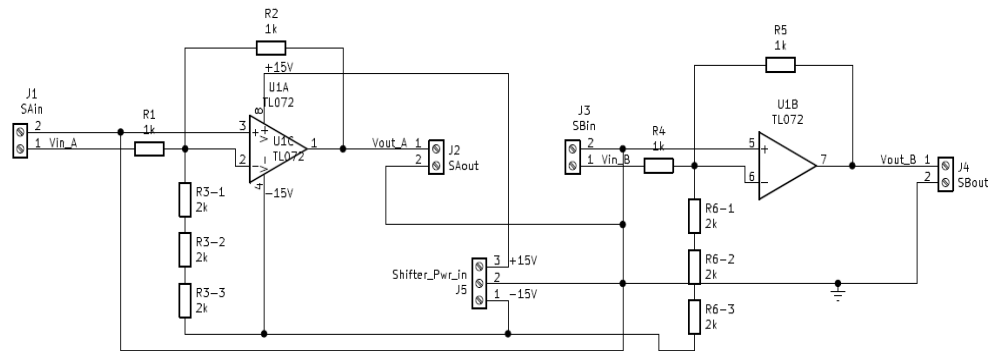 R2
1k
R5
1k
+15V
U1A
TL072
J1
SAin
R1
1k
8
V+
U1C
TL072
J3
SBin
U1B
TL072
R4
1k
2
1
Vin_A
3
+
2
−
V−
4
1
Vout_A
1
2
J2
SAout
-15V
2
1
Vin_B
5
+
6
−
7
Vout_B
1
2
J4
SBout
R3-1
2k
R3-2
2k
R3-3
2k
R6-1
2k
R6-2
2k
R6-3
2k
Shifter_Pwr_in
J5
3
+15V
2
1
-15V